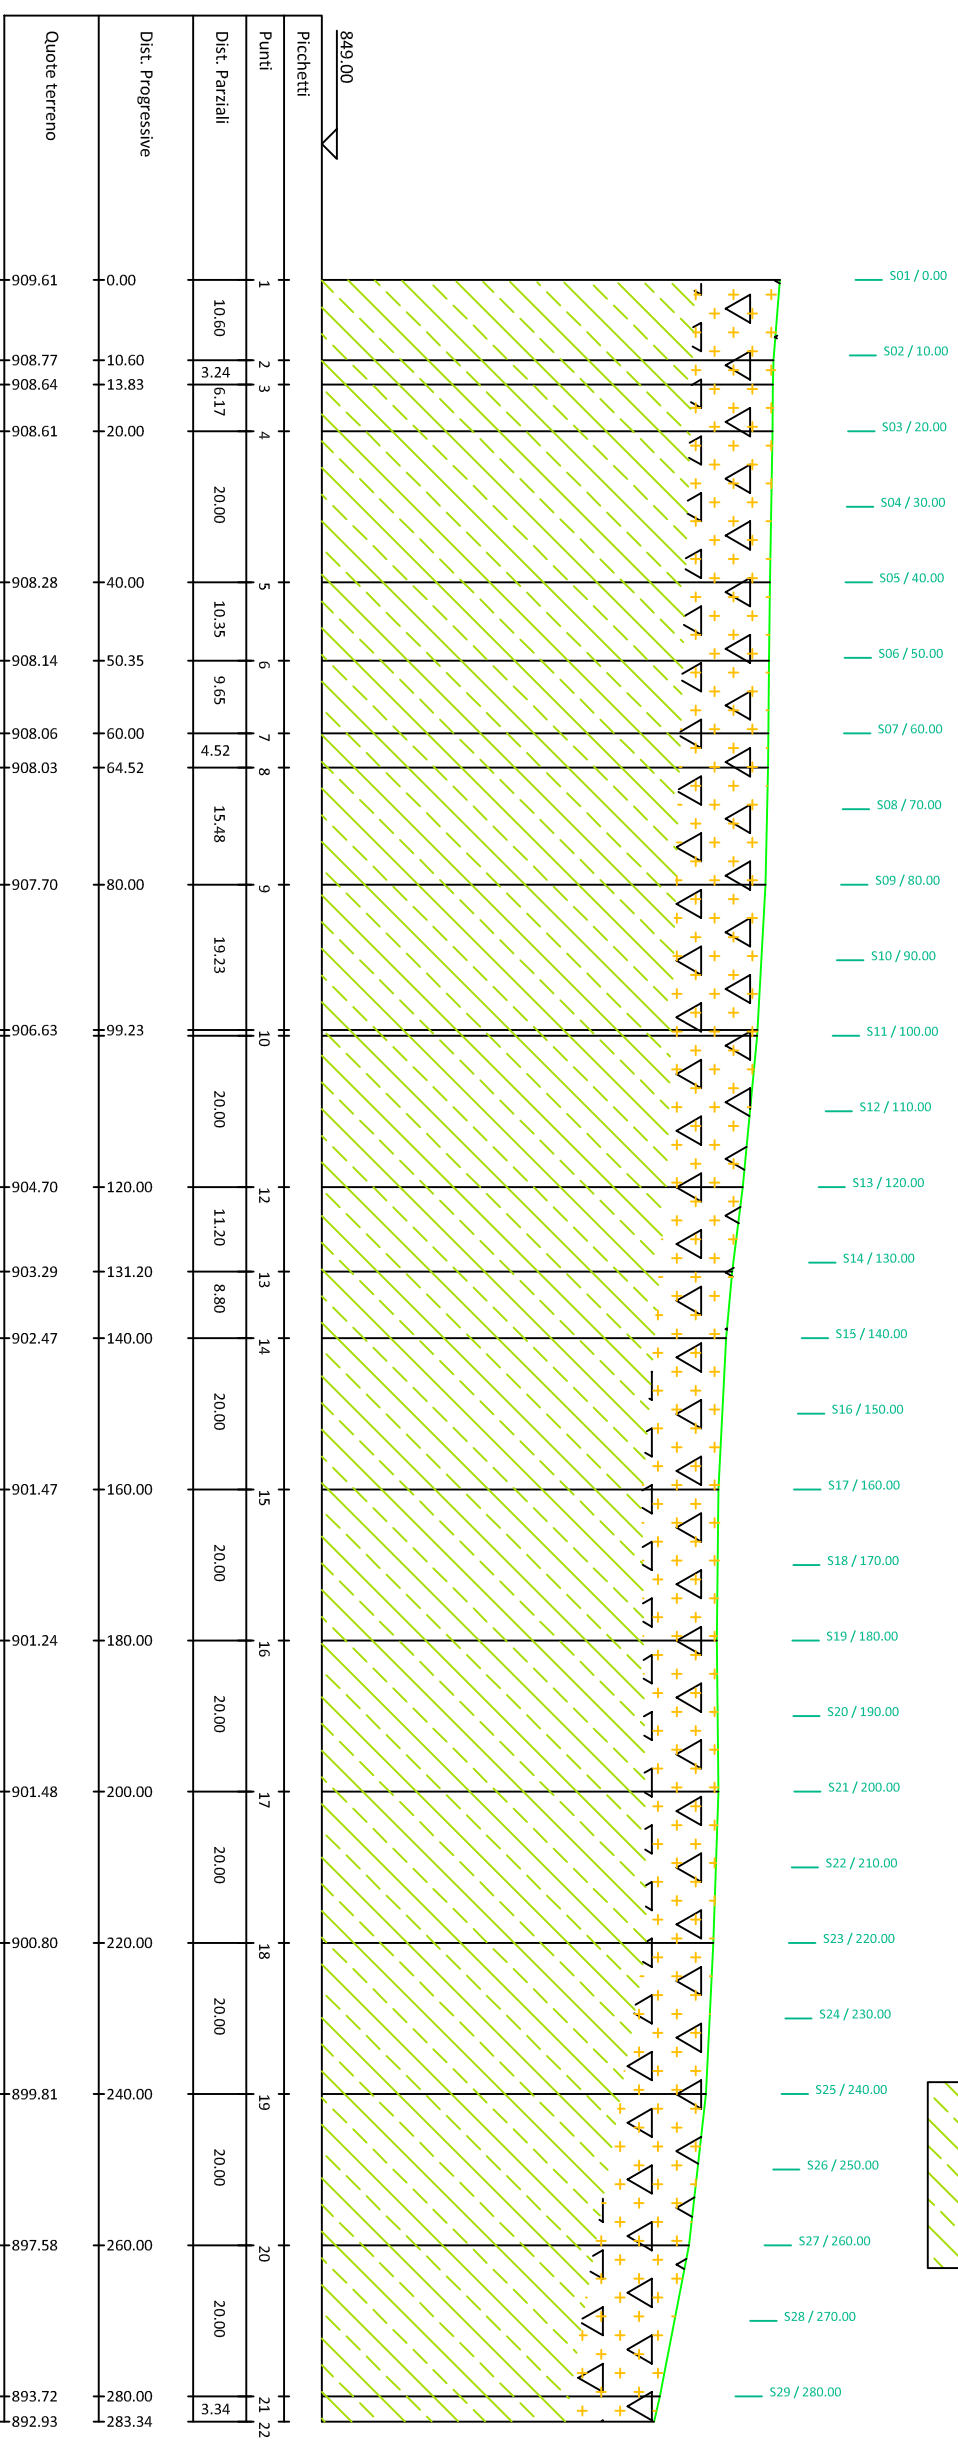 849.00
Picchetti
Punti
Dist. Parziali
Dist. Progressive
Quote terreno
S01 / 0.00
S02 / 10.00
S03 / 20.00
S04 / 30.00
S05 / 40.00
S06 / 50.00
S07 / 60.00
S08 / 70.00
S09 / 80.00
S10 / 90.00
S11 / 100.00
S12 / 110.00
S13 / 120.00
S14 / 130.00
S15 / 140.00
S16 / 150.00
S17 / 160.00
S18 / 170.00
S19 / 180.00
S20 / 190.00
S21 / 200.00
S22 / 210.00
S23 / 220.00
S24 / 230.00
S25 / 240.00
S26 / 250.00
S27 / 260.00
S28 / 270.00
S29 / 280.00
1 2 3 4 5 6 7 8 9 10 12 13 14 15 16 17 18 19 20 21 22
10.60 3.24 6.17 20.00 10.35 9.65 4.52 15.48 19.23 20.00 11.20 8.80 20.00 20.00 20.00 20.00 20.00 20.00 20.00 3.34
0.00 10.60 13.83 20.00 40.00 50.35 60.00 64.52 80.00 99.23 120.00 131.20 140.00 160.00 180.00 200.00 220.00 240.00 260.00 280.00 283.34
909.61 908.77 908.64 908.61 908.28 908.14 908.06 908.03 907.70 906.63 904.70 903.29 902.47 901.47 901.24 901.48 900.80 899.81 897.58 893.72 892.93